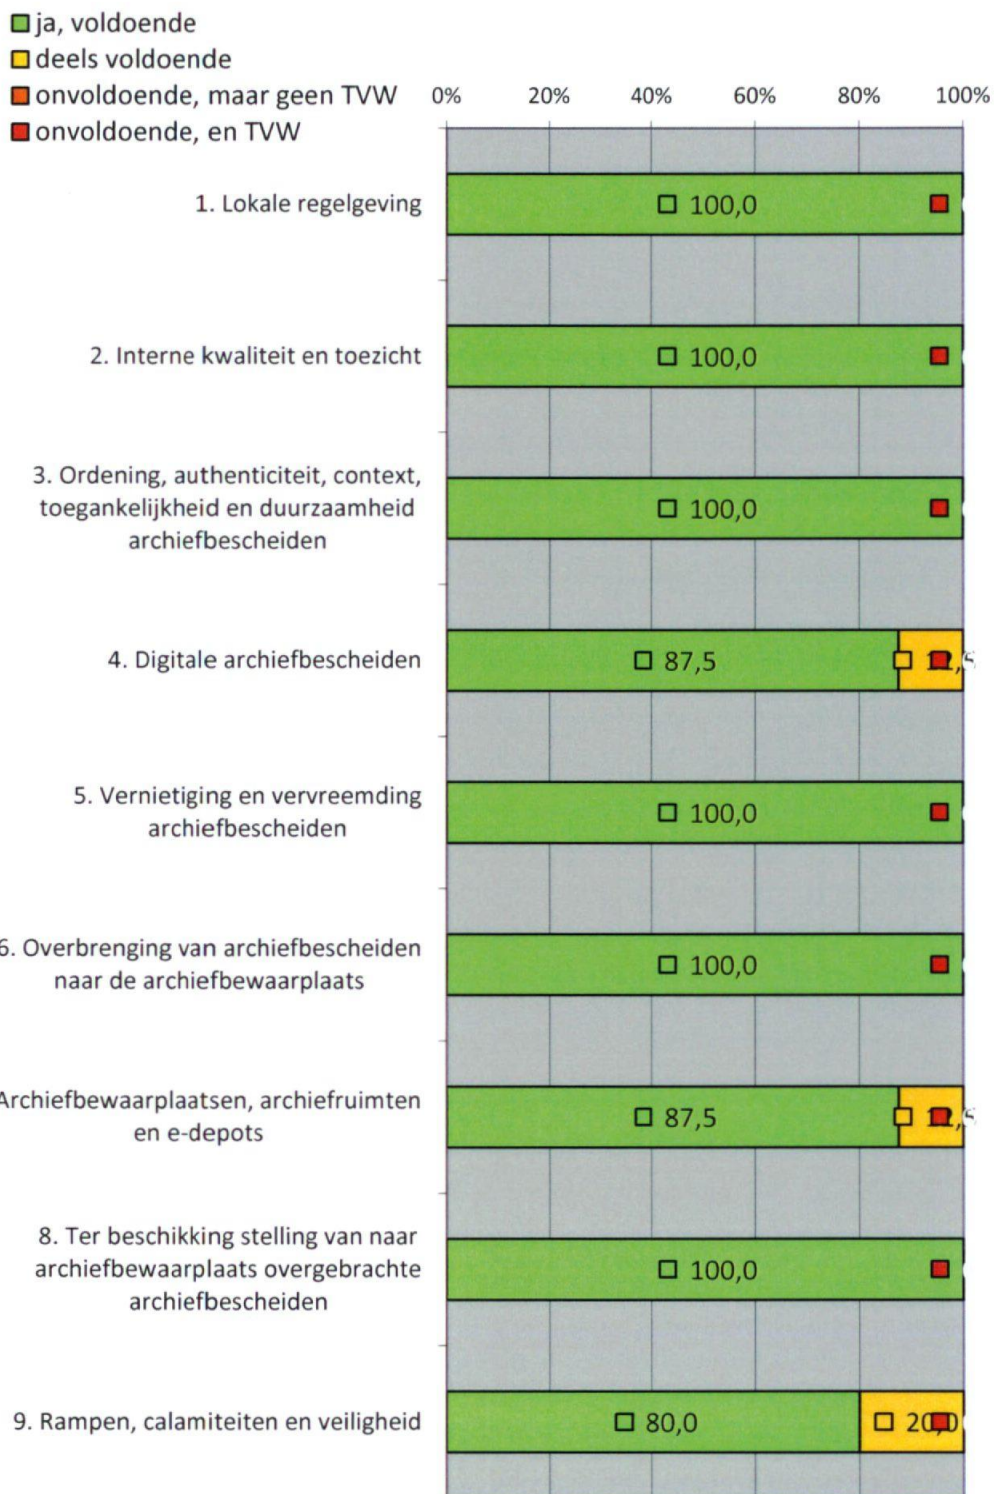 ja, voldoende
deels voldoende
onvoldoende, maar geen TVW
onvoldoende, en TVW
0% 20% 40% 60% 80% 100%
1. Lokale regelgeving
100,0
2. Interne kwaliteit en toezicht
100,0
3. Ordening, authenticiteit, context,
toegankelijkheid en duurzaamheid
archiefbescheiden
100,0
4. Digitale archiefbescheiden
87,5
5. Vernietiging en vervreemding
archiefbescheiden
100,0
6. Overbrenging van archiefbescheiden
naar de archiefbewaarplaats
100,0
Archiefbewaarplaatsen, archiefruimten
en e-depots
87,5
8. Ter beschikking stelling van naar
archiefbewaarplaats overgebrachte
archiefbescheiden
100,0
9. Rampen, calamiteiten en veiligheid
80,0 20,0